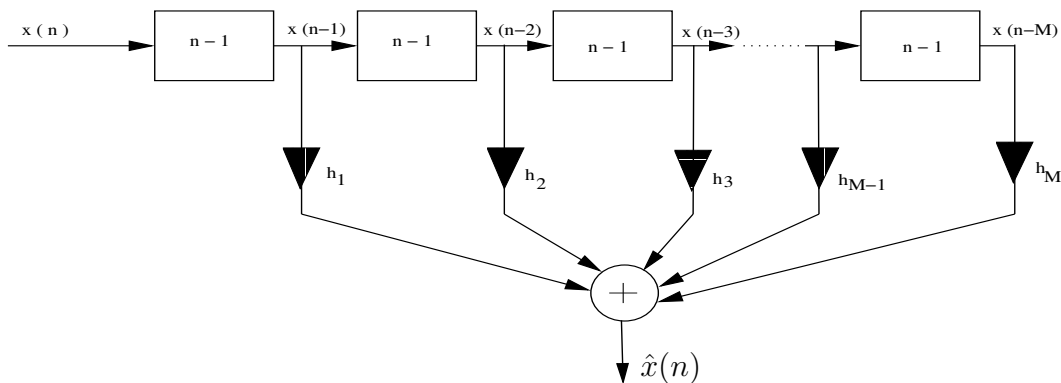 x ( n )
n − 1
x (n−1)
n − 1
x (n−2)
n − 1
x (n−3)
n − 1
x (n−M)
h1
h2
h3
hM−1
hM
+
x̂(n)